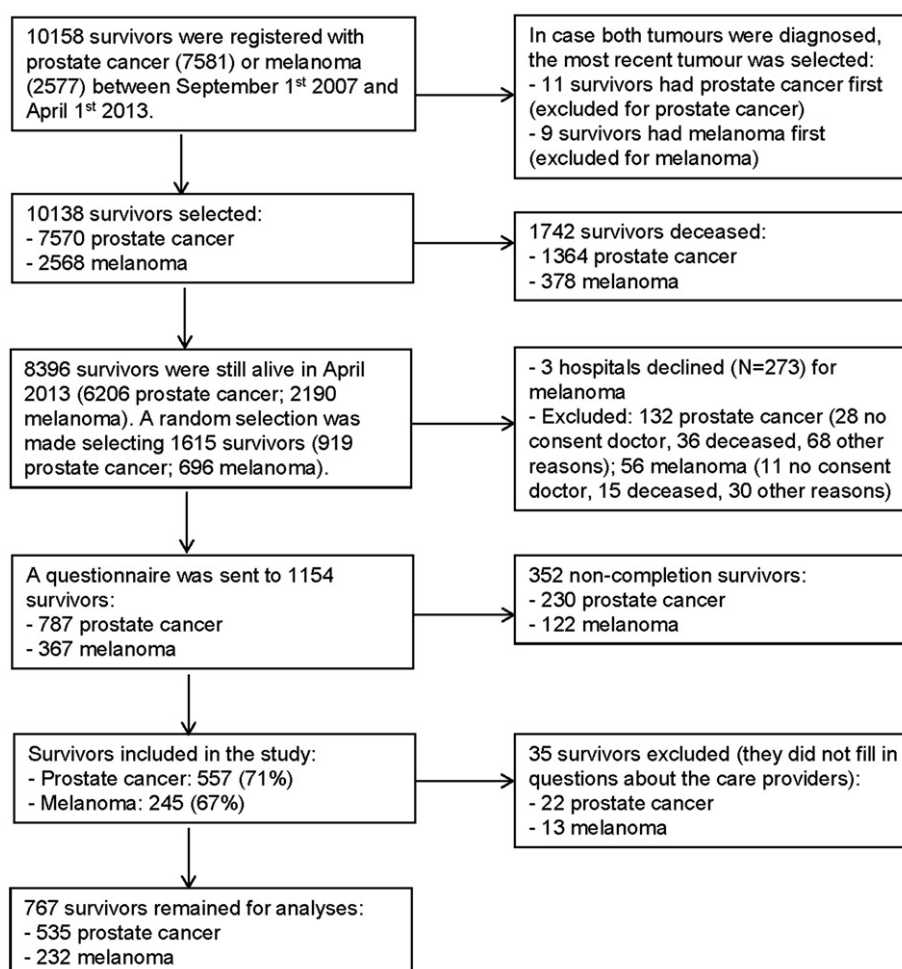 10158 survivors were registered with
prostate cancer (7581) or melanoma
(2577) between September 1st 2007 and
April 1st 2013.
In case both tumours were diagnosed,
the most recent tumour was selected:
- 11 survivors had prostate cancer first
(excluded for prostate cancer)
- 9 survivors had melanoma first
(excluded for melanoma)
10138 survivors selected:
- 7570 prostate cancer
- 2568 melanoma
1742 survivors deceased:
- 1364 prostate cancer
- 378 melanoma
8396 survivors were still alive in April
2013 (6206 prostate cancer; 2190
melanoma). A random selection was
made selecting 1615 survivors (919
prostate cancer; 696 melanoma).
- 3 hospitals declined (N=273) for
melanoma
- Excluded: 132 prostate cancer (28 no
consent doctor, 36 deceased, 68 other
reasons); 56 melanoma (11 no consent
doctor, 15 deceased, 30 other reasons)
A questionnaire was sent to 1154
survivors:
- 787 prostate cancer
- 367 melanoma
352 non-completion survivors:
- 230 prostate cancer
- 122 melanoma
Survivors included in the study:
- Prostate cancer: 557 (71%)
- Melanoma: 245 (67%)
35 survivors excluded (they did not fill in
questions about the care providers):
- 22 prostate cancer
- 13 melanoma
767 survivors remained for analyses:
- 535 prostate cancer
- 232 melanoma